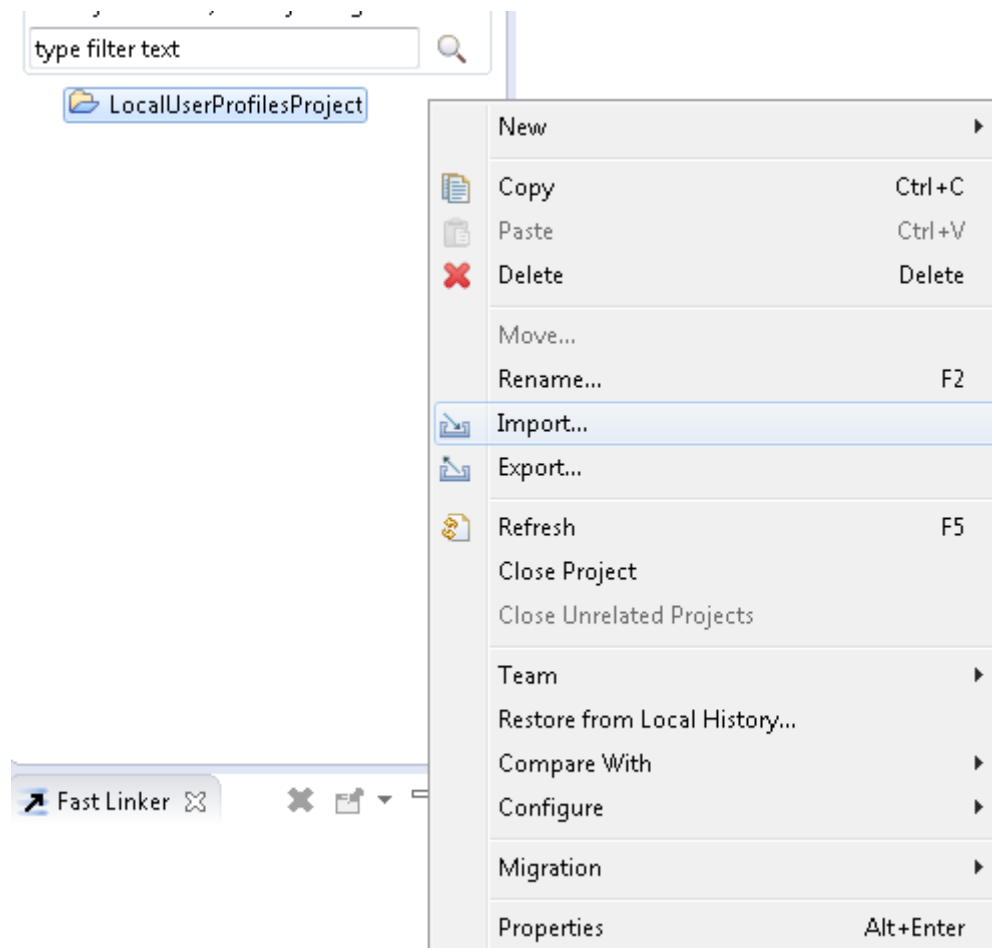 type filter text
LocalUserProfilesProject
New
Copy Ctrl+C
Paste Ctrl+V
Delete Delete
Move...
Rename... F2
Import...
Export...
Refresh F5
Close Project
Close Unrelated Projects
Team
Restore from Local History...
Compare With
Configure
Migration
Properties Alt+Enter
Fast Linker